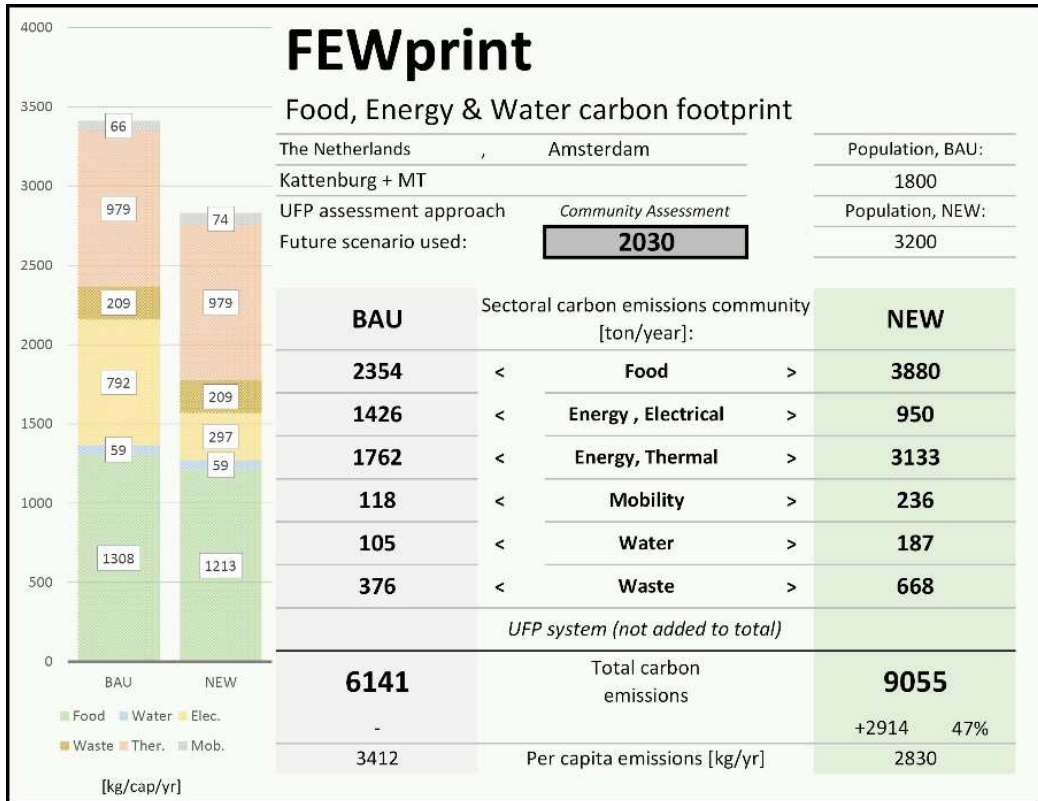 FEWprint
Food, Energy & Water carbon footprint
The Netherlands , Amsterdam Population, BAU:
Kattenburg + MT 1800
UFP assessment approach Community Assessment Population, NEW:
Future scenario used: 2030 3200
4000
3500
3000
2500
2000
1500
1000
500
0
66
979
209
792
59
1308
74
979
209
297
59
1213
BAU NEW
Food Water Elec.
Waste Ther. Mob.
[kg/cap/yr]
BAU Sectoral carbon emissions community NEW
[ton/year]:
2354 < Food > 3880
1426 < Energy , Electrical > 950
1762 < Energy, Thermal > 3133
118 < Mobility > 236
105 < Water > 187
376 < Waste > 668
UFP system (not added to total)
6141 Total carbon 9055
emissions
- +2914 47%
3412 Per capita emissions [kg/yr] 2830